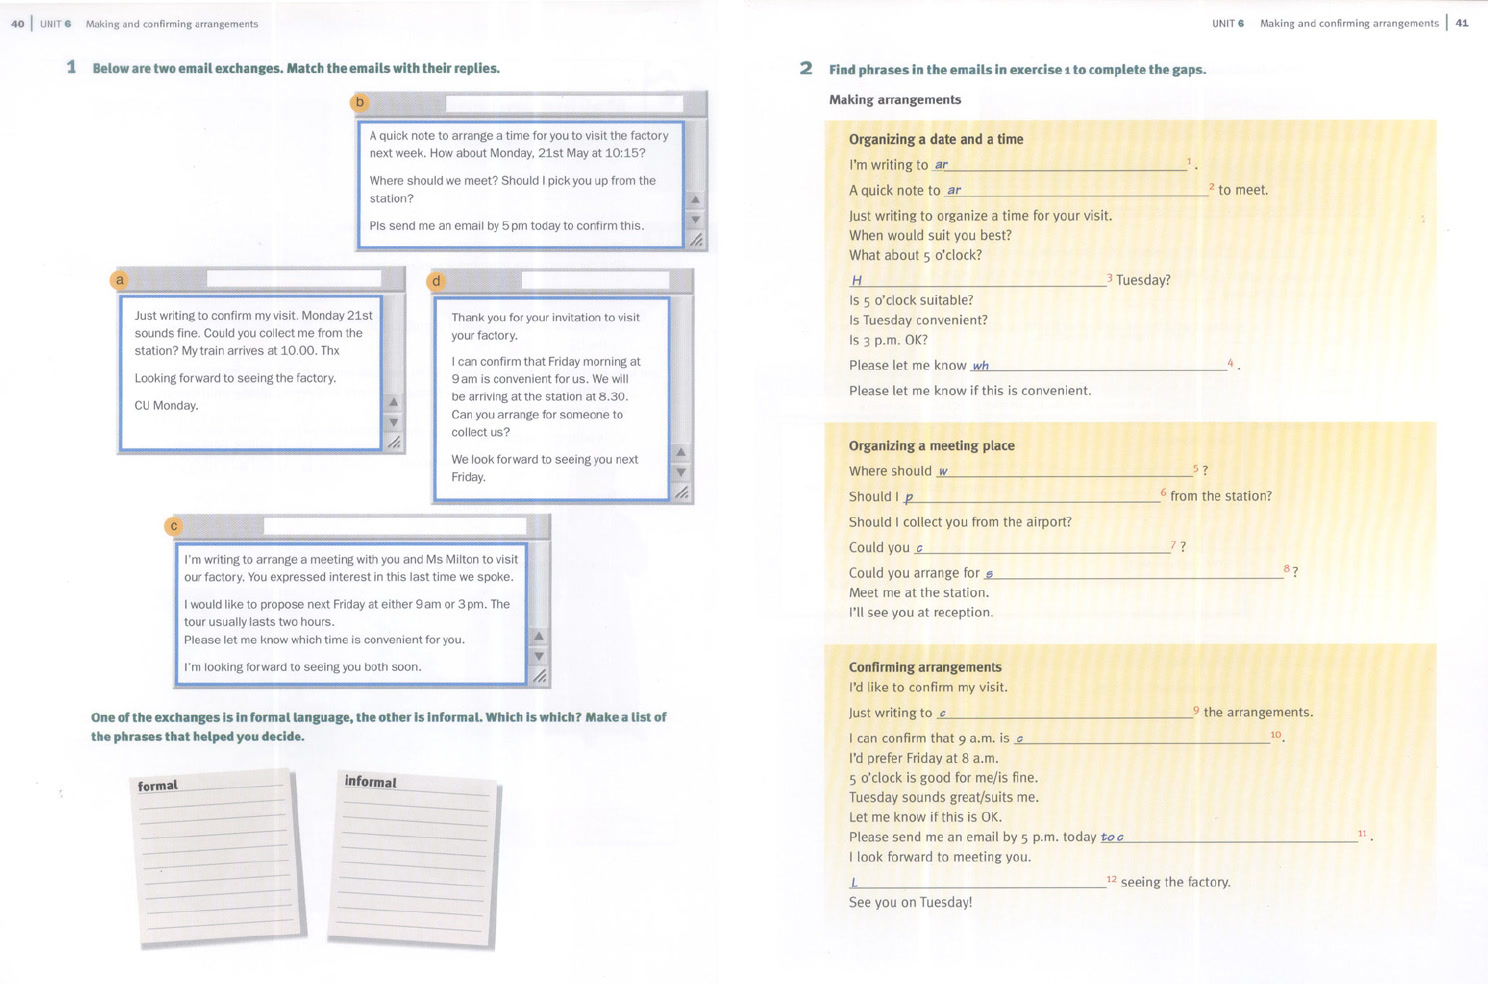 40 | UNIT 6 Making and confirming arrangements
1 Below are two email exchanges. Match the emails with their replies.
b
A quick note to arrange a time for you to visit the factory
next week. How about Monday, 21st May at 10:15?
Where should we meet? Should I pick you up from the
station?
Pls send me an email by 5 pm today to confirm this.
a
Just writing to confirm my visit. Monday 21st
sounds fine. Could you collect me from the
station? My train arrives at 10.00. Thx
Looking forward to seeing the factory.
CU Monday.
d
Thank you for your invitation to visit
your factory.
I can confirm that Friday morning at
9 am is convenient for us. We will
be arriving at the station at 8.30.
Can you arrange for someone to
collect us?
We look forward to seeing you next
Friday.
c
I'm writing to arrange a meeting with you and Ms Milton to visit
our factory. You expressed interest in this last time we spoke.
I would like to propose next Friday at either 9 am or 3 pm. The
tour usually lasts two hours.
Please let me know which time is convenient for you.
I'm looking forward to seeing you both soon.
One of the exchanges is in formal language, the other is informal. Which is which? Make a list of
the phrases that helped you decide.
formal
informal
UNIT 6 Making and confirming arrangements | 41
2 Find phrases in the emails in exercise 1 to complete the gaps.
Making arrangements
Organizing a date and a time
I'm writing to ar 1 .
A quick note to ar 2 to meet.
Just writing to organize a time for your visit.
When would suit you best?
What about 5 o'clock?
H 3 Tuesday?
Is 5 o'clock suitable?
Is Tuesday convenient?
Is 3 p.m. OK?
Please let me know wh 4 .
Please let me know if this is convenient.
Organizing a meeting place
Where should w 5 ?
Should I p 6 from the station?
Should I collect you from the airport?
Could you c 7 ?
Could you arrange for s 8 ?
Meet me at the station.
I'll see you at reception.
Confirming arrangements
I'd like to confirm my visit.
Just writing to c 9 the arrangements.
I can confirm that 9 a.m. is c 10.
I'd prefer Friday at 8 a.m.
5 o'clock is good for me/is fine.
Tuesday sounds great/suits me.
Let me know if this is OK.
Please send me an email by 5 p.m. today to c 11 .
I look forward to meeting you.
L 12 seeing the factory.
See you on Tuesday!